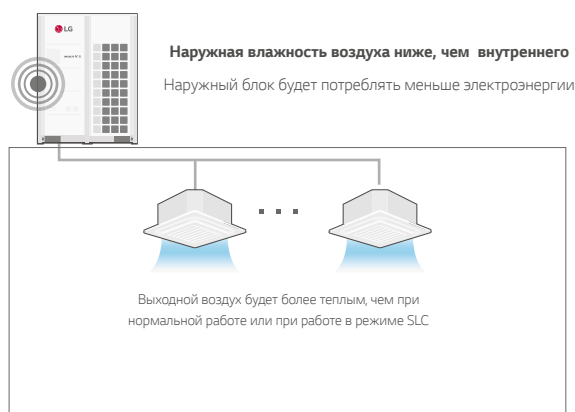 LG
Наружная влажность воздуха ниже, чем внутреннего
Наружный блок будет потреблять меньше электроэнергии
Выходной воздух будет более теплым, чем при
нормальной работе или при работе в режиме SLC